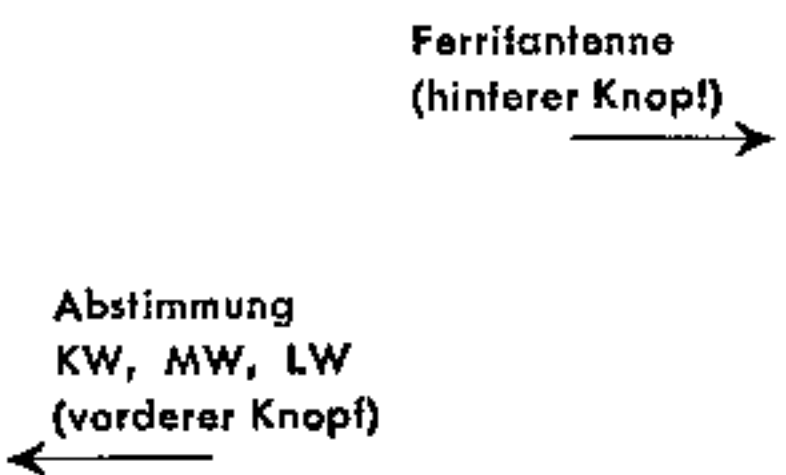 Ferritantenne
(hinterer Knopf)
Abstimmung
KW, MW, LW
(vorderer Knopf)